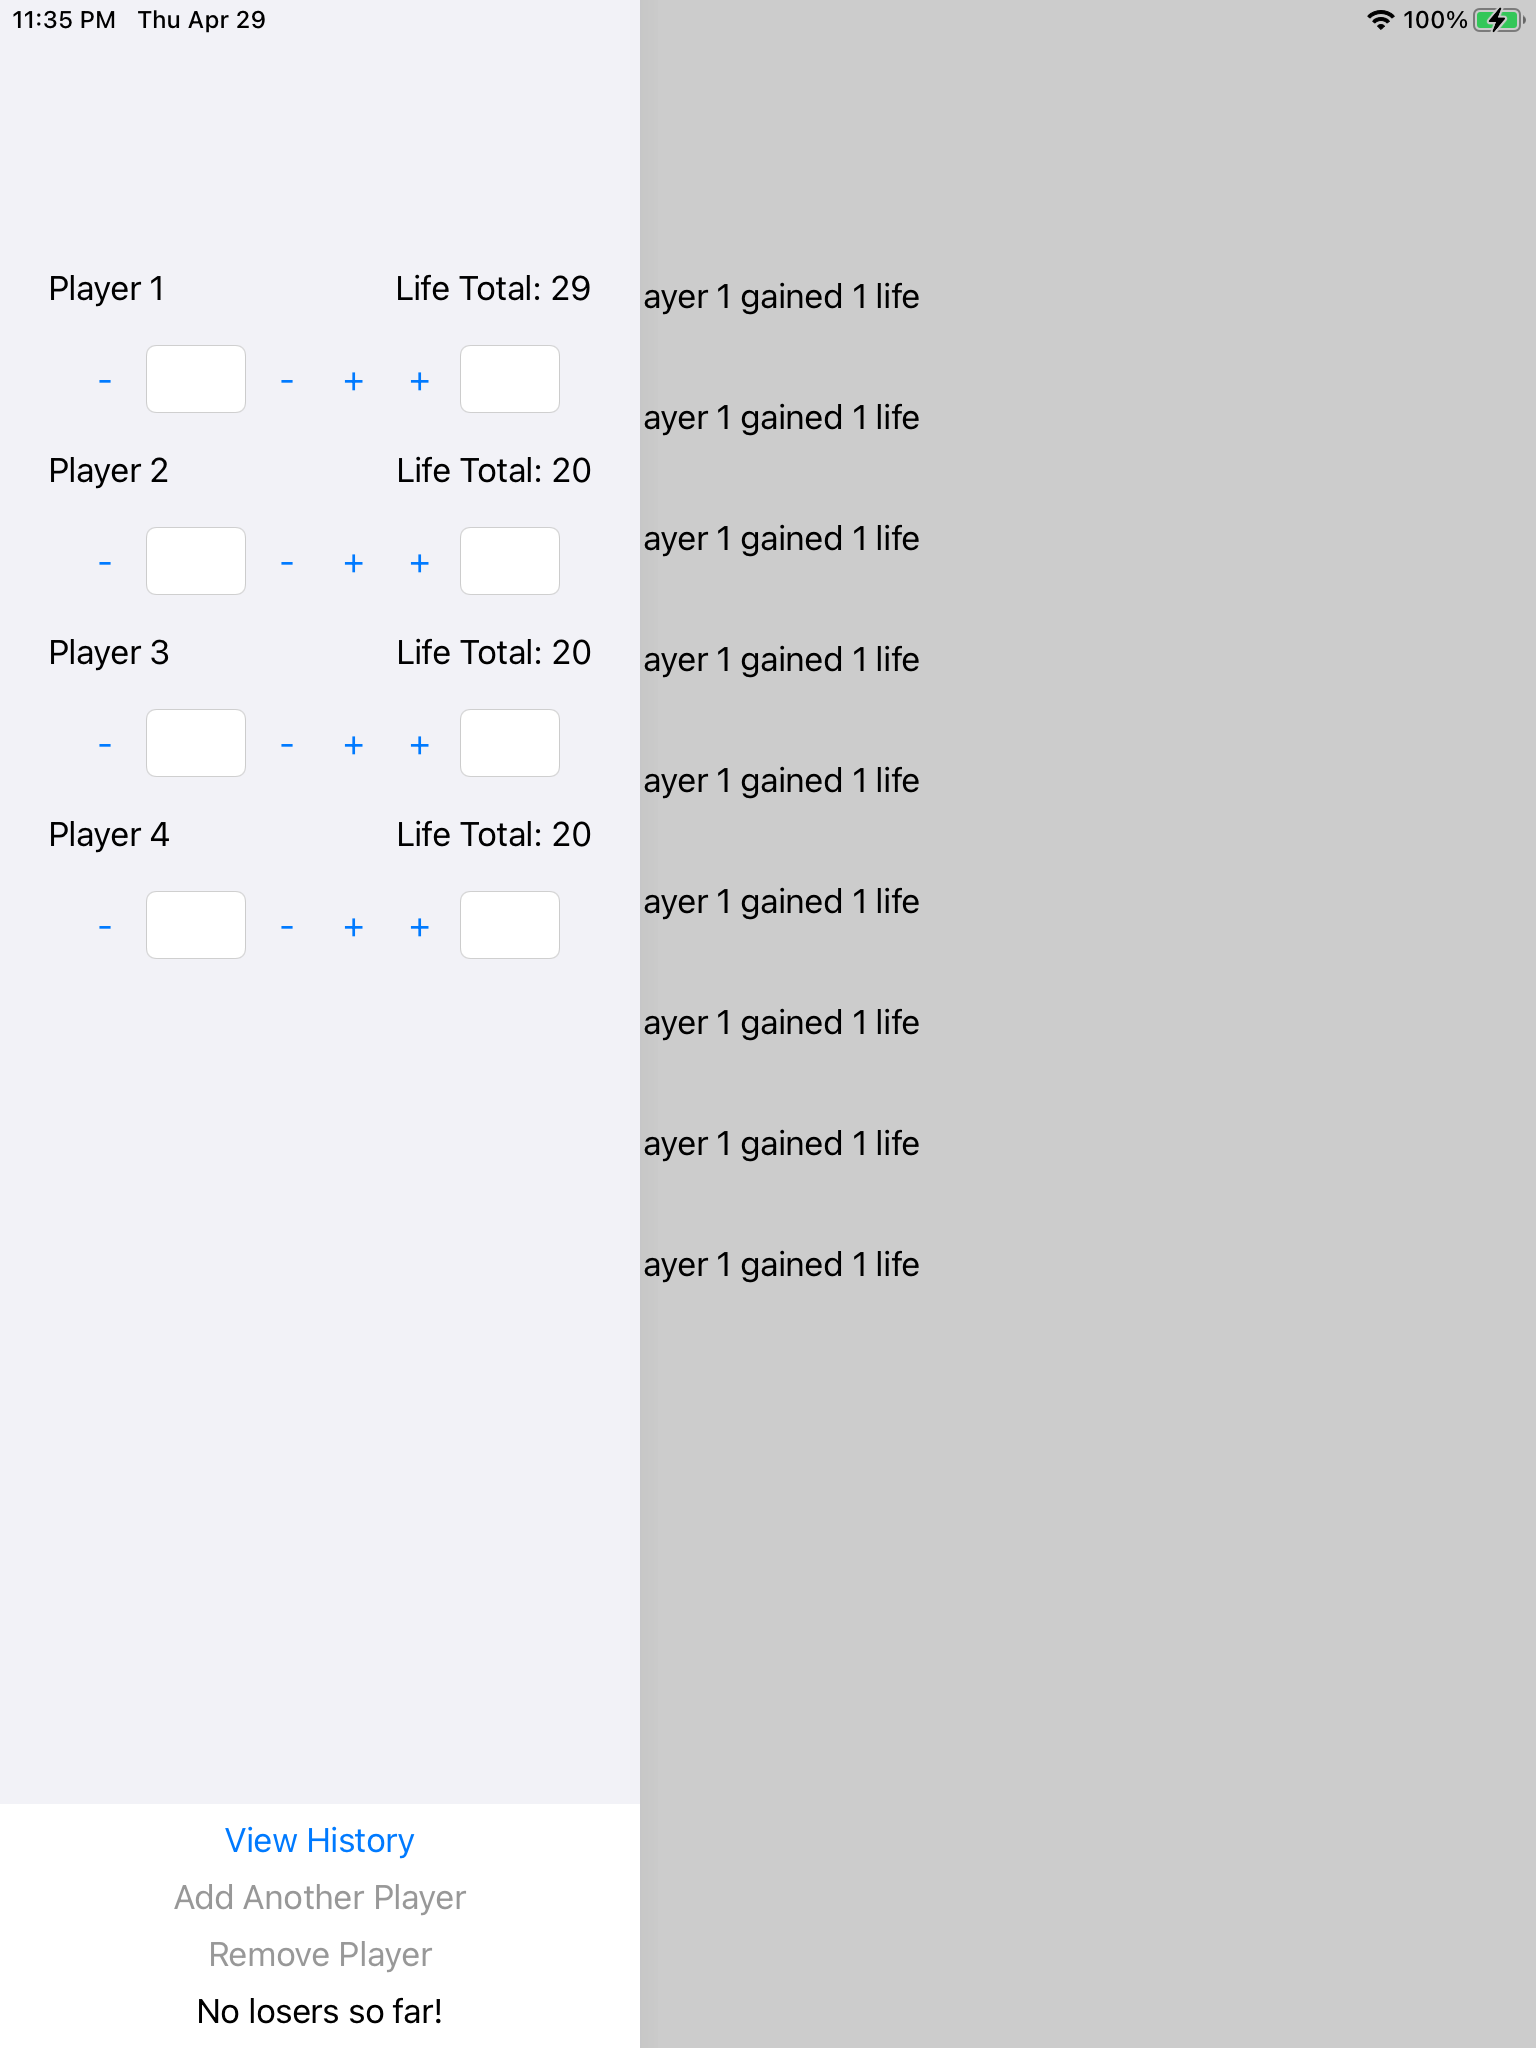 11:35 PM Thu Apr 29 100%
Player 1 Life Total: 29
- - + +
Player 2 Life Total: 20
- - + +
Player 3 Life Total: 20
- - + +
Player 4 Life Total: 20
- - + +
View History
Add Another Player
Remove Player
No losers so far!
ayer 1 gained 1 life
ayer 1 gained 1 life
ayer 1 gained 1 life
ayer 1 gained 1 life
ayer 1 gained 1 life
ayer 1 gained 1 life
ayer 1 gained 1 life
ayer 1 gained 1 life
ayer 1 gained 1 life